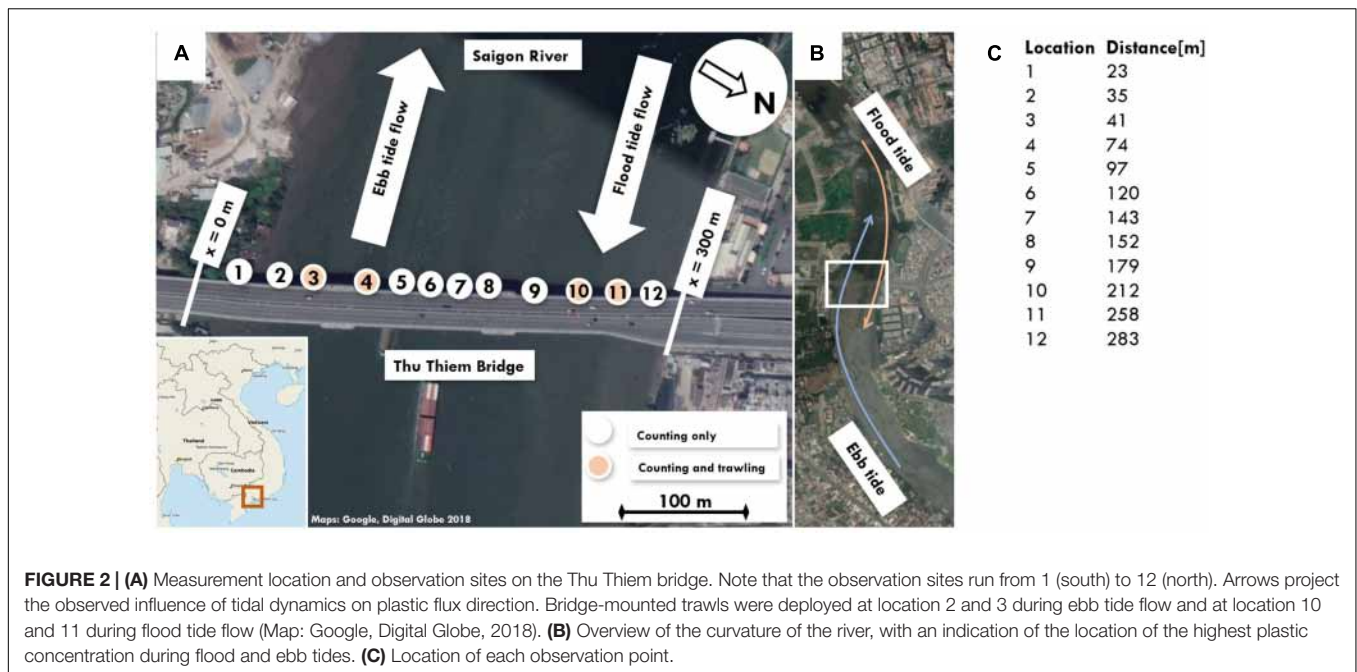 A
Saigon River
N
Ebb tide flow
Flood tide flow
x = 0 m
x = 300 m
1 2 3 4 5 6 7 8 9 10 11 12
Thu Thiem Bridge
Thailand
Vietnam
Cambodia
Counting only
Counting and trawling
100 m
Maps: Google, Digital Globe 2018
B
Flood tide
Ebb tide
C
Location Distance[m]
1 23
2 35
3 41
4 74
5 97
6 120
7 143
8 152
9 179
10 212
11 258
12 283
FIGURE 2 | (A) Measurement location and observation sites on the Thu Thiem bridge. Note that the observation sites run from 1 (south) to 12 (north). Arrows project
the observed influence of tidal dynamics on plastic flux direction. Bridge-mounted trawls were deployed at location 2 and 3 during ebb tide flow and at location 10
and 11 during flood tide flow (Map: Google, Digital Globe, 2018). (B) Overview of the curvature of the river, with an indication of the location of the highest plastic
concentration during flood and ebb tides. (C) Location of each observation point.